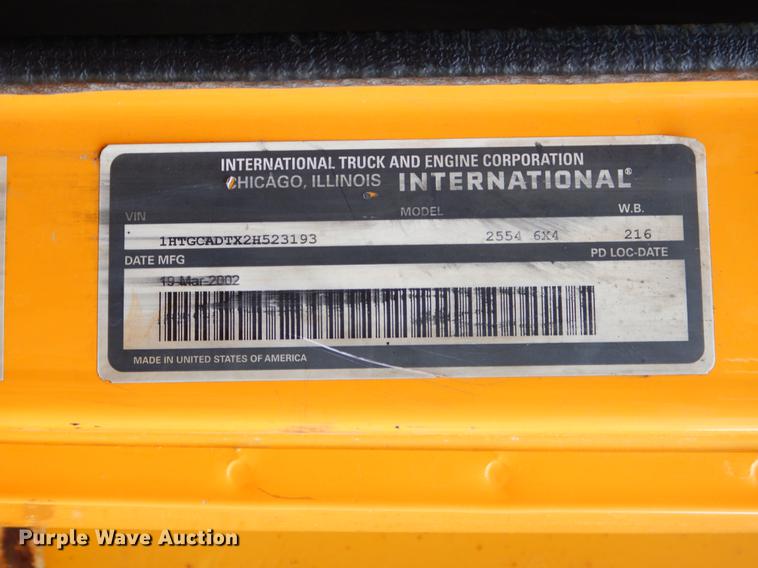 INTERNATIONAL TRUCK AND ENGINE CORPORATION
CHICAGO, ILLINOIS INTERNATIONAL®
VIN MODEL W.B.
1HTGCADTX2H523193 2554 6X4 216
DATE MFG PD LOC-DATE
19-Mar-2002
MADE IN UNITED STATES OF AMERICA
Purple Wave Auction